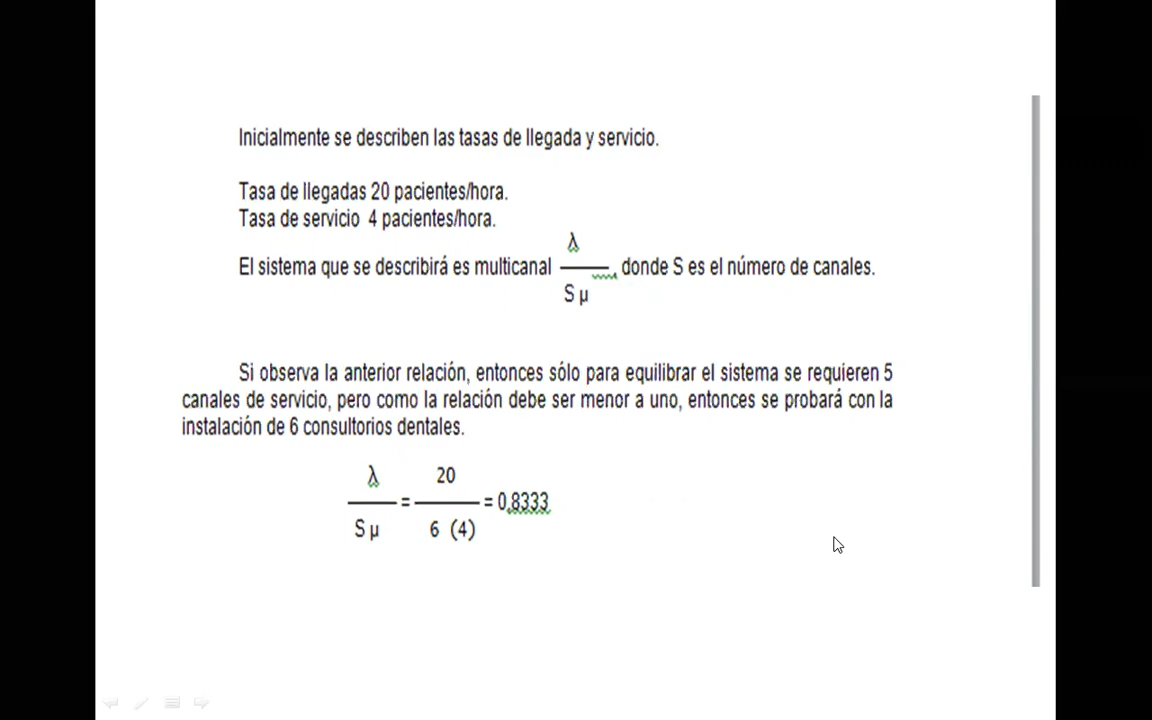 Inicialmente se describen las tasas de llegada y servicio.
Tasa de llegadas 20 pacientes/hora.
Tasa de servicio 4 pacientes/hora.
λ
El sistema que se describirá es multicanal ———, donde S es el número de canales.
S μ
Si observa la anterior relación, entonces sólo para equilibrar el sistema se requieren 5
canales de servicio, pero como la relación debe ser menor a uno, entonces se probará con la
instalación de 6 consultorios dentales.
λ 20
——— = ——— = 0.8333
S μ 6 (4)